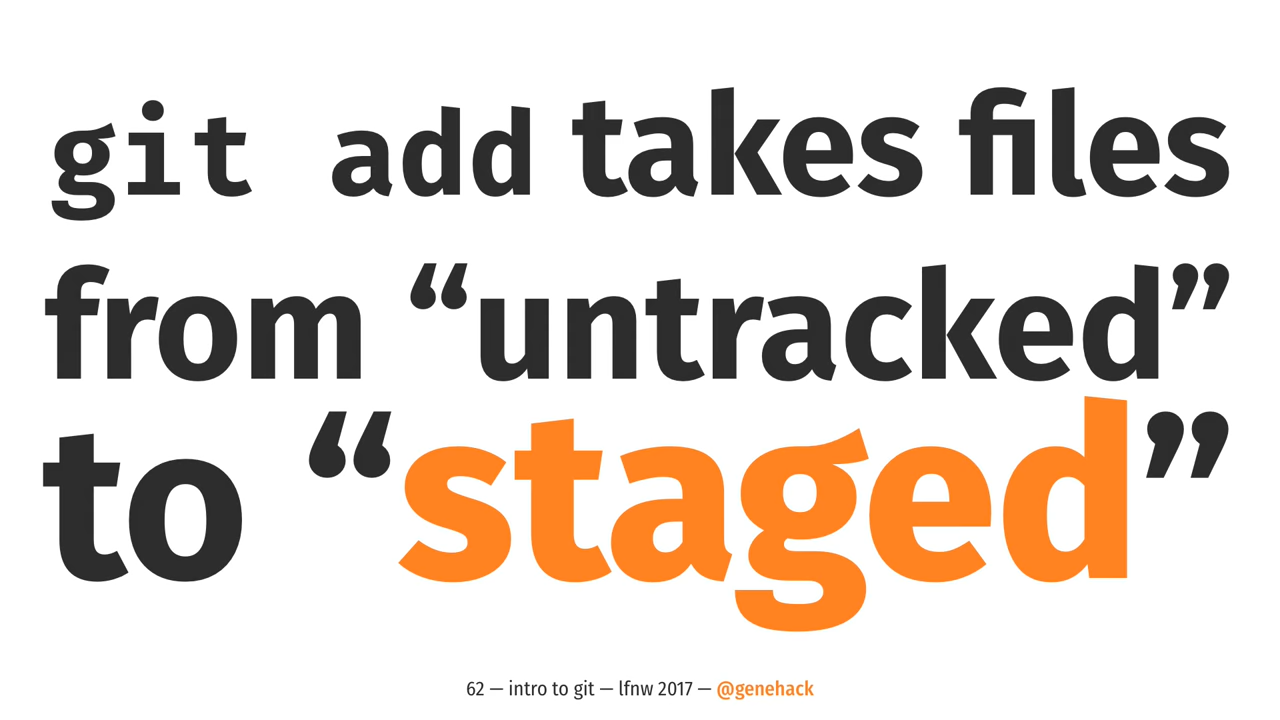 git add takes files
from “untracked”
to “staged”
62 — intro to git — lfnw 2017 — @genehack